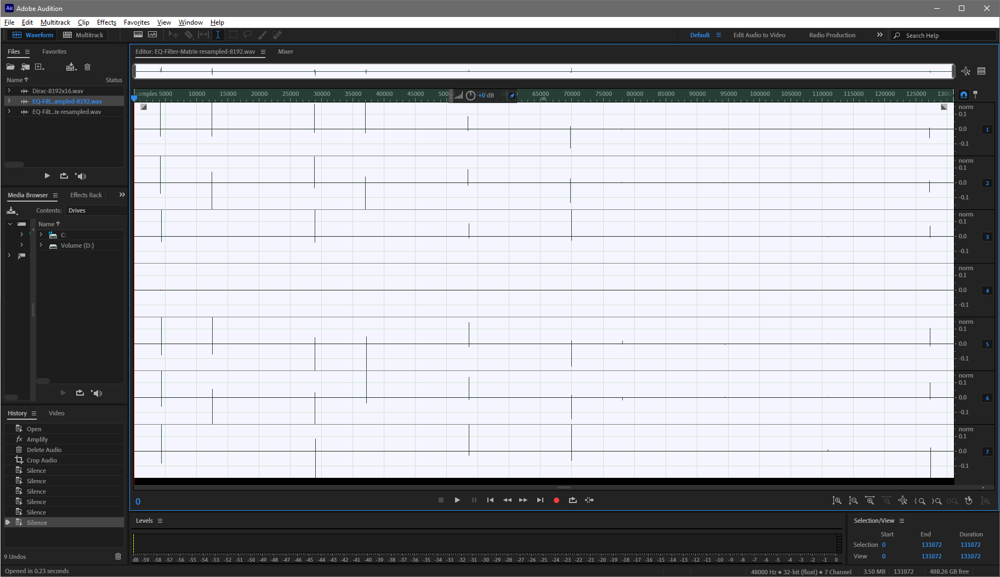 Au Adobe Audition
File Edit Multitrack Clip Effects Favorites View Window Help
Waveform Multitrack
Default Edit Audio to Video Radio Production Search Help
Files Favorites
Name Status
Dirac-8192x16.wav
EQ-Filt...ampled-8192.wav
EQ-Filt...ix-resampled.wav
Media Browser Effects Rack
Contents: Drives
Name
C:
Volume (D:)
History Video
Open
fx Amplify
Delete Audio
Crop Audio
Silence
Silence
Silence
Silence
Silence
Silence
9 Undos
Opened in 0.23 seconds
Editor: EQ-Filter-Matrix-resampled-8192.wav Mixer
amples 5000 10000 15000 20000 25000 30000 35000 40000 45000 500 +0 dB 65000 70000 75000 80000 85000 90000 95000 100000 105000 110000 115000 120000 125000 13000
norm
0.1
0.0 1
-0.1
norm
0.1
0.0 2
-0.1
norm
0.1
0.0 3
-0.1
norm
0.1
0.0 4
-0.1
norm
0.1
0.0 5
-0.1
norm
0.1
0.0 6
-0.1
norm
0.1
0.0 7
-0.1
0
Levels
dB -59 -58 -57 -56 -55 -54 -53 -52 -51 -50 -49 -48 -47 -46 -45 -44 -43 -42 -41 -40 -39 -38 -37 -36 -35 -34 -33 -32 -31 -30 -29 -28 -27 -26 -25 -24 -23 -22 -21 -20 -19 -18 -17 -16 -15 -14 -13 -12 -11 -10 -9 -8 -7 -6 -5 -4 -3 -2 -1 0
Selection/View
Start End Duration
Selection 0 131072 131072
View 0 131072 131072
48000 Hz ● 32-bit (float) ● 7 Channel 3.50 MB 131072 488.26 GB free